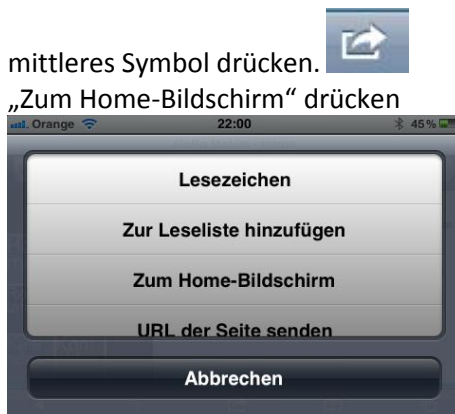 mittleres Symbol drücken.
„Zum Home-Bildschirm“ drücken
Orange 22:00 45 %
Lesezeichen
Zur Leseliste hinzufügen
Zum Home-Bildschirm
URL der Seite senden
Abbrechen